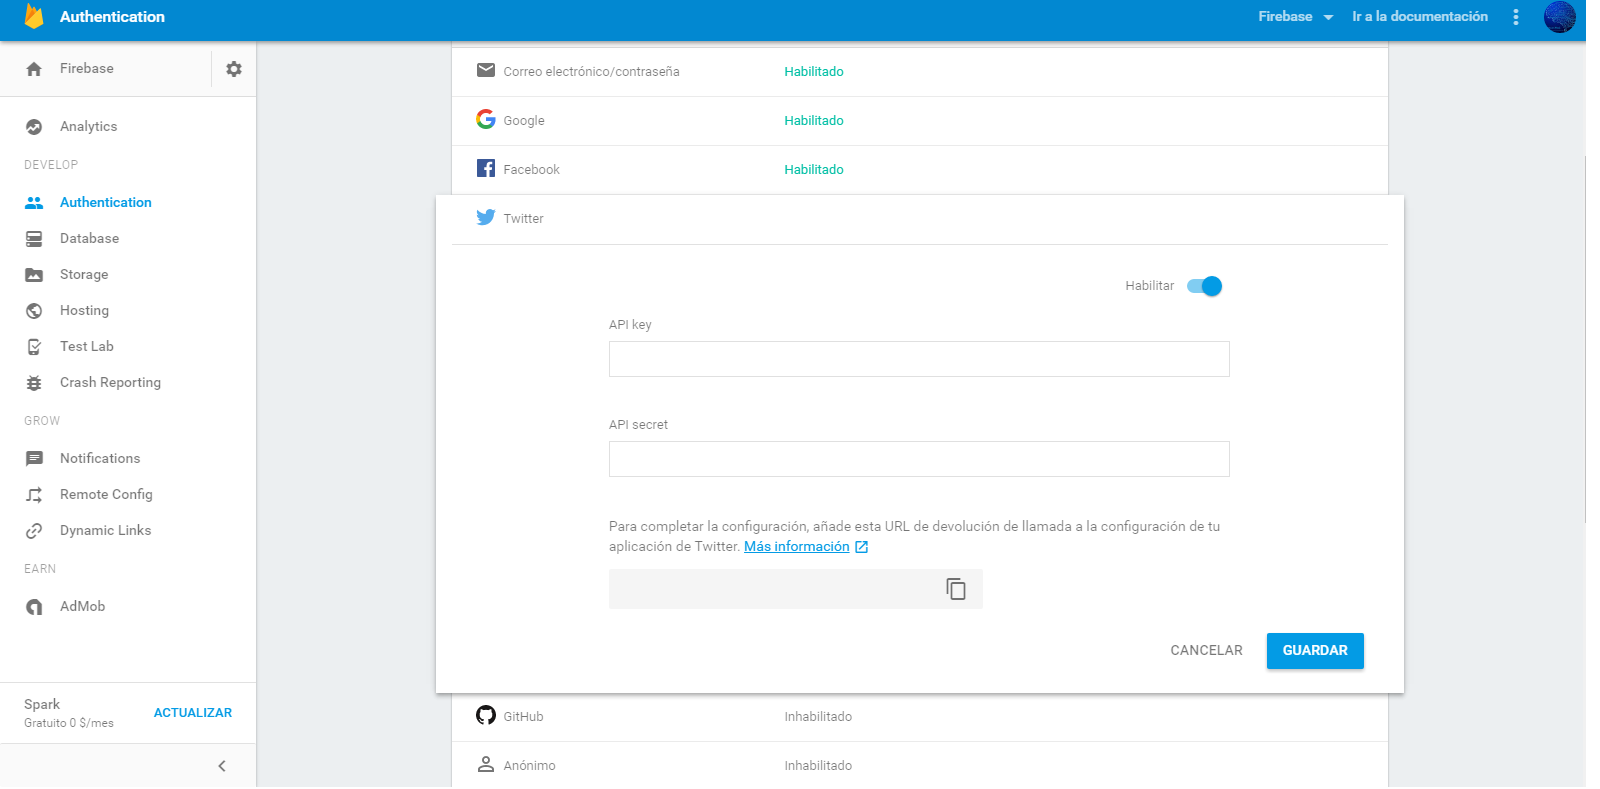 Authentication
Firebase
Ir a la documentación
Firebase
Analytics
DEVELOP
Authentication
Database
Storage
Hosting
Test Lab
Crash Reporting
GROW
Notifications
Remote Config
Dynamic Links
EARN
AdMob
Spark
Gratuito 0 $/mes
ACTUALIZAR
Correo electrónico/contraseña Habilitado
Google Habilitado
Facebook Habilitado
Twitter
Habilitar
API key
API secret
Para completar la configuración, añade esta URL de devolución de llamada a la configuración de tu
aplicación de Twitter. Más información
CANCELAR GUARDAR
GitHub Inhabilitado
Anónimo Inhabilitado